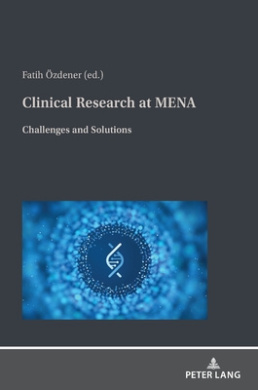 Fatih Özdener (ed.)
Clinical Research at MENA
Challenges and Solutions
PETER LANG